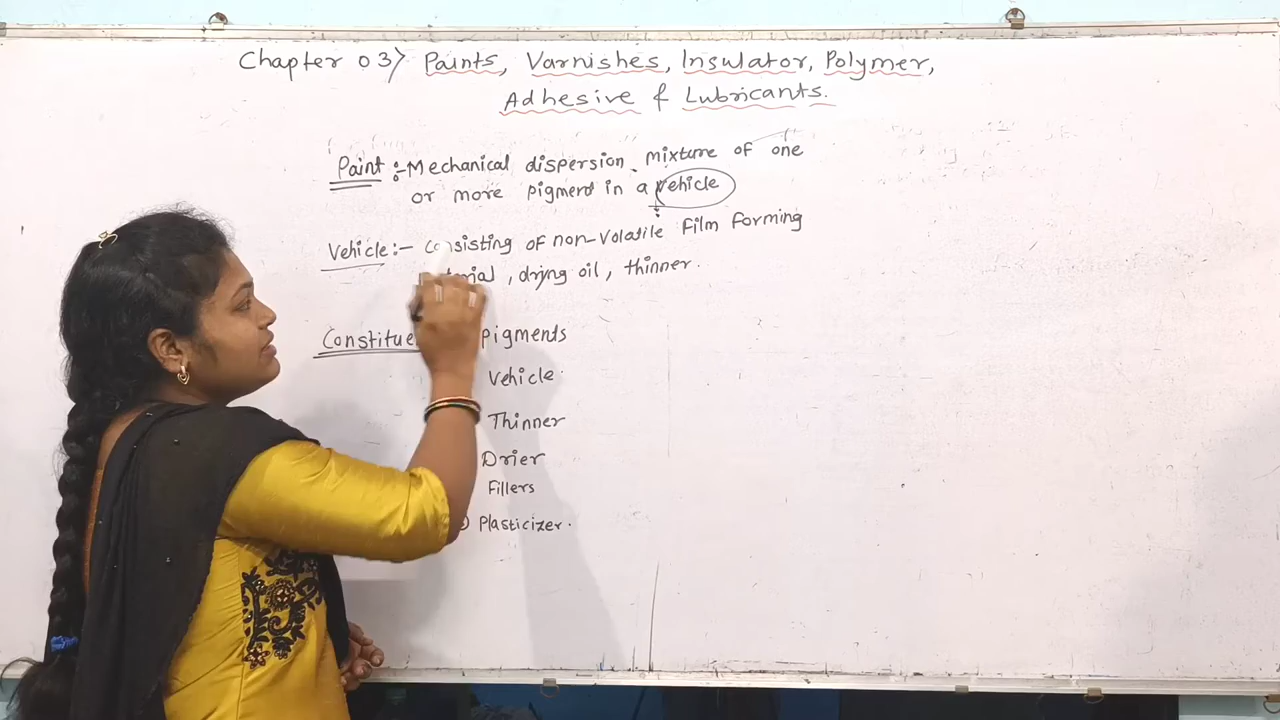 Chapter 03> Paints, Varnishes, Insulator, Polymer,
Adhesive & Lubricants.
Paint :- Mechanical dispersion mixture of one
or more pigmend in a vehicle
Vehicle :- consisting of non-volatile film forming
, drying oil, thinner.
pigments
Vehicle.
Thinner
Drier
Fillers
Plasticizer.